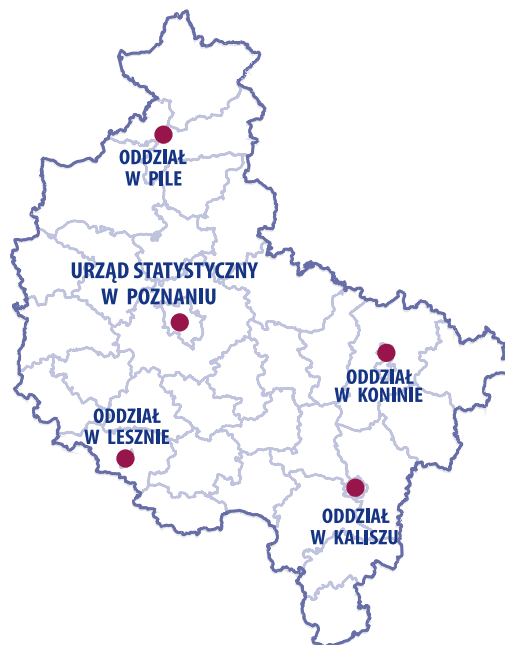 ODDZIAŁ
W PILE
URZĄD STATYSTYCZNY
W POZNANIU
ODDZIAŁ
W KONINIE
ODDZIAŁ
W LESZNIE
ODDZIAŁ
W KALISZU